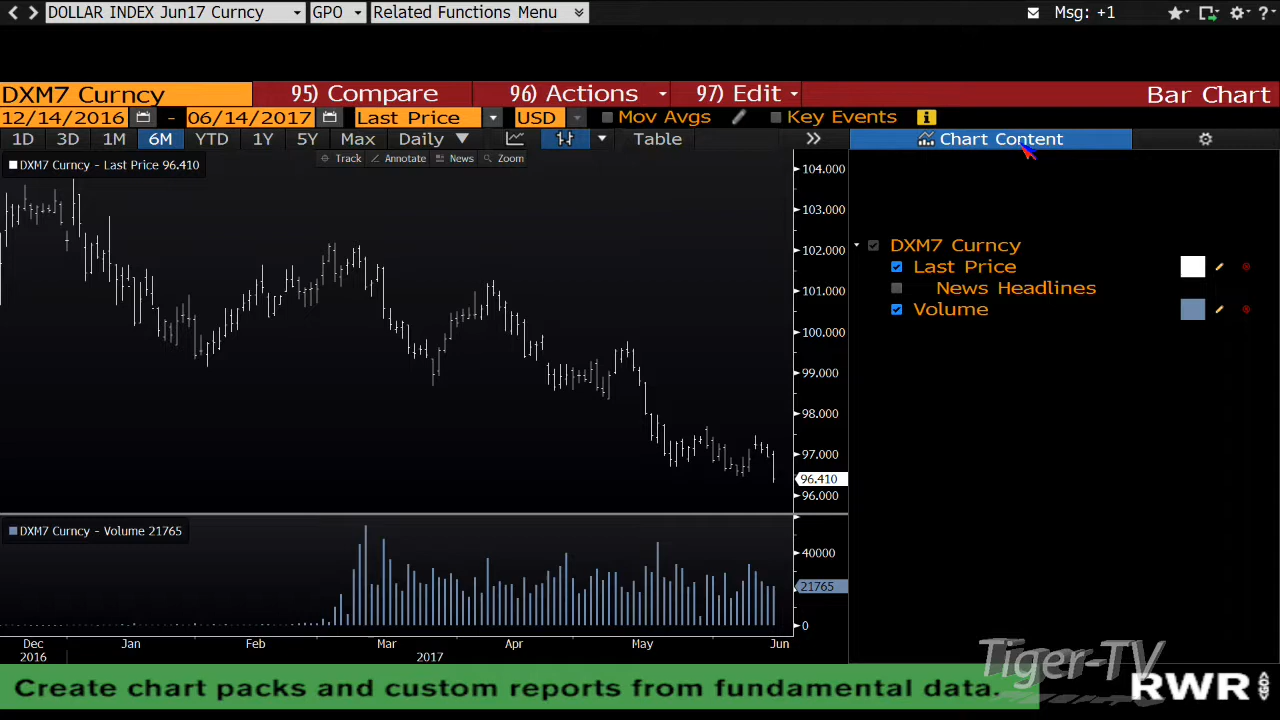 DOLLAR INDEX Jun17 Curncy GPO Related Functions Menu Msg: +1 ?
DXM7 Curncy 95) Compare 96) Actions 97) Edit Bar Chart
12/14/2016 - 06/14/2017 Last Price USD Mov Avgs Key Events i
1D 3D 1M 6M YTD 1Y 5Y Max Daily Table Chart Content
DXM7 Curncy - Last Price 96.410 Track Annotate News Zoom
104.000
103.000
102.000
101.000
100.000
99.000
98.000
97.000
96.410
96.000
DXM7 Curncy
Last Price
News Headlines
Volume
DXM7 Curncy - Volume 21765
40000
21765
0
Dec Jan Feb Mar Apr May Jun
2016 2017
Create chart packs and custom reports from fundamental data.
Tiger-TV
RWR